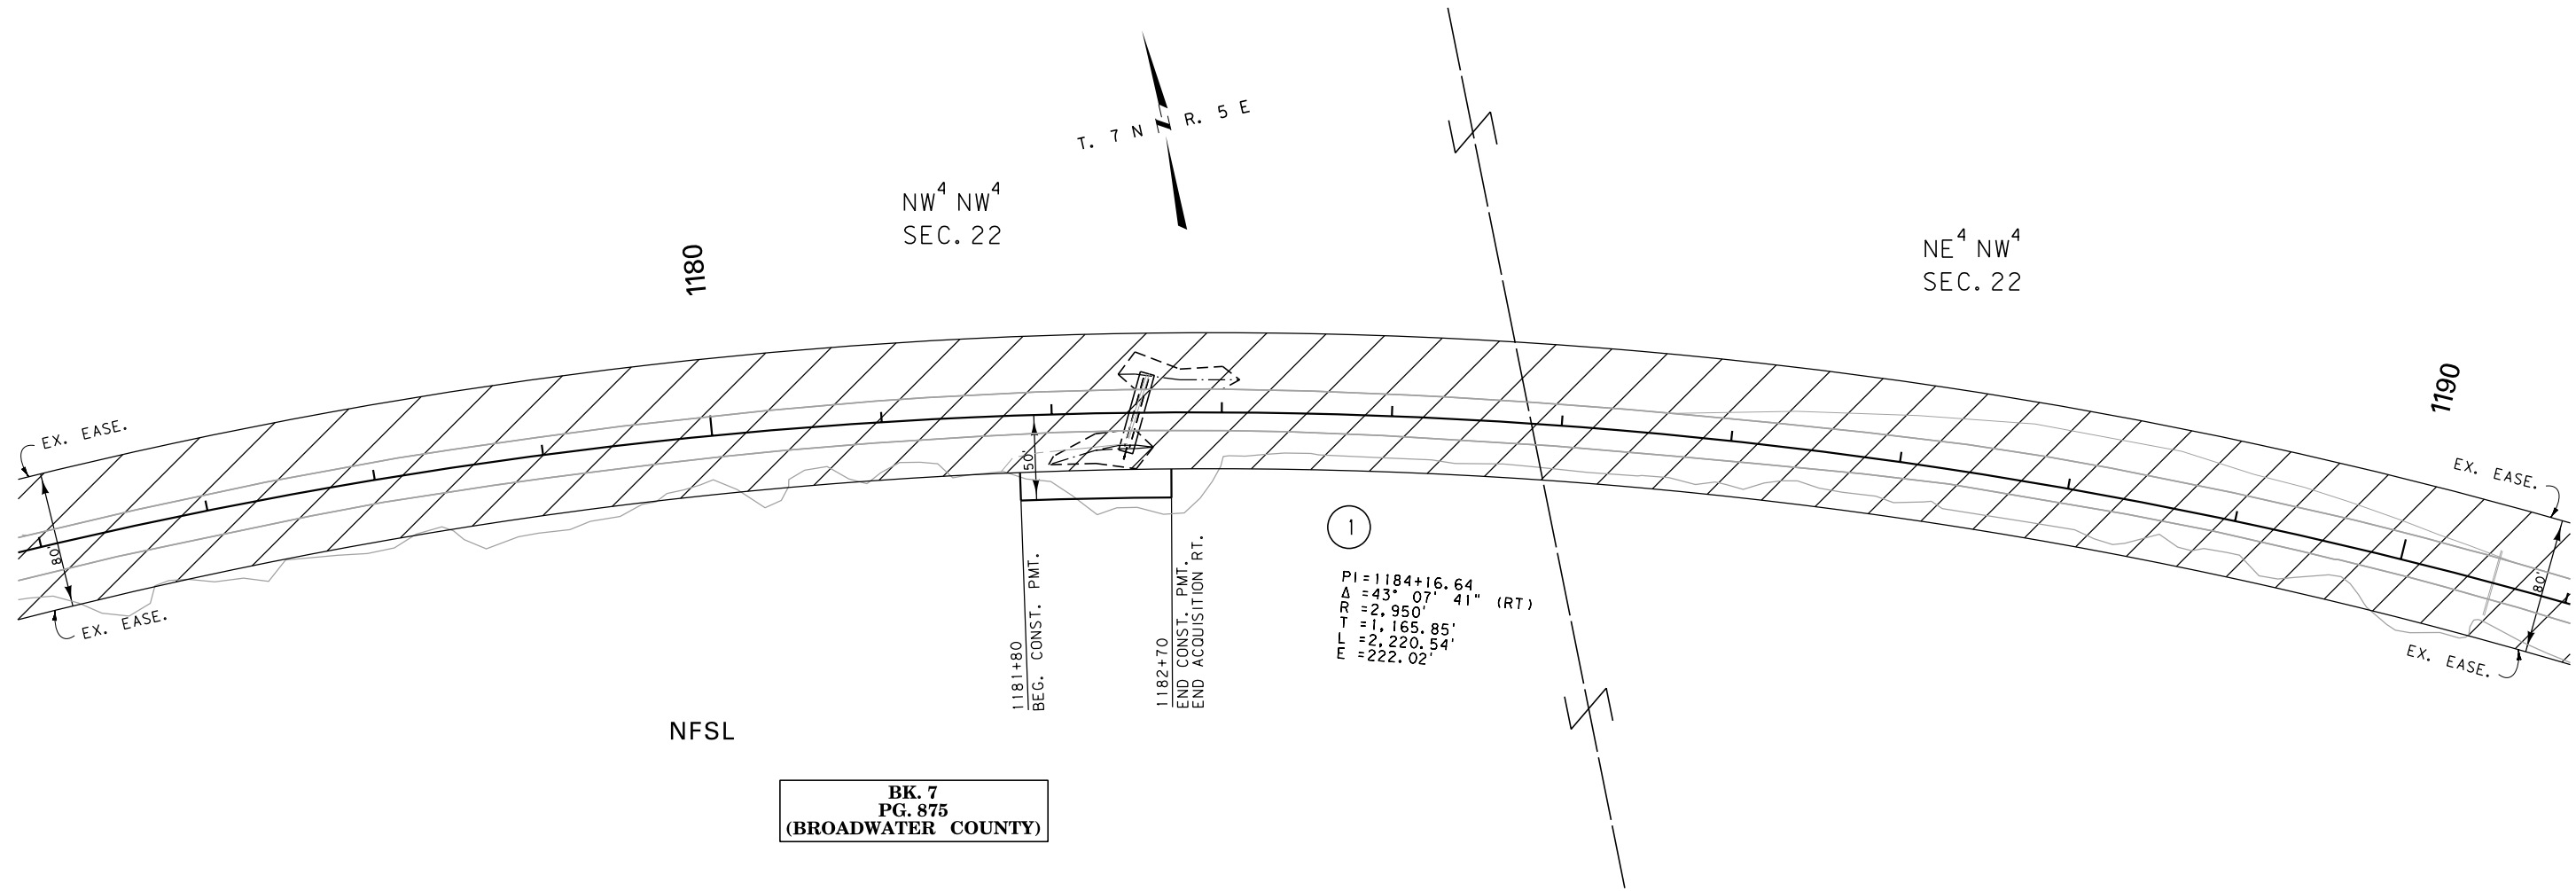 T. 7 N N R. 5 E
NW4 NW4
SEC. 22
NE4 NW4
SEC. 22
1180
1190
EX. EASE.
EX. EASE.
80'
50'
80'
EX. EASE.
EX. EASE.
1181+80
BEG. CONST. PMT.
1182+70
END CONST. PMT.
END ACQUISITION RT.
1
PI=1184+16.64
Δ =43° 07' 41" (RT)
R =2,950'
T =1,165.85'
L =2,220.54'
E =222.02'
NFSL
BK. 7
PG. 875
(BROADWATER COUNTY)